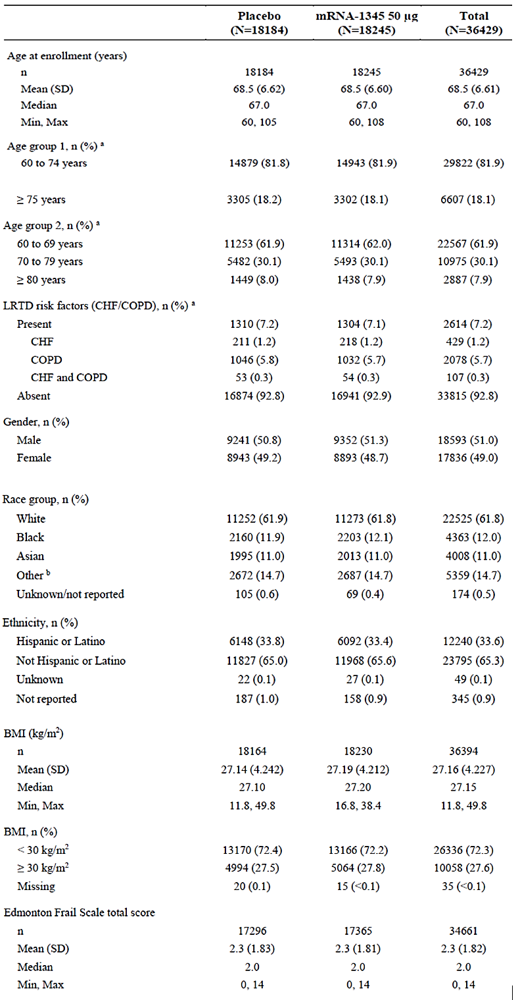 Placebo mRNA-1345 50 µg Total
(N=18184) (N=18245) (N=36429)
Age at enrollment (years)
n 18184 18245 36429
Mean (SD) 68.5 (6.62) 68.5 (6.60) 68.5 (6.61)
Median 67.0 67.0 67.0
Min, Max 60, 105 60, 108 60, 108
Age group 1, n (%) a
60 to 74 years 14879 (81.8) 14943 (81.9) 29822 (81.9)
≥ 75 years 3305 (18.2) 3302 (18.1) 6607 (18.1)
Age group 2, n (%) a
60 to 69 years 11253 (61.9) 11314 (62.0) 22567 (61.9)
70 to 79 years 5482 (30.1) 5493 (30.1) 10975 (30.1)
≥ 80 years 1449 (8.0) 1438 (7.9) 2887 (7.9)
LRTD risk factors (CHF/COPD), n (%) a
Present 1310 (7.2) 1304 (7.1) 2614 (7.2)
CHF 211 (1.2) 218 (1.2) 429 (1.2)
COPD 1046 (5.8) 1032 (5.7) 2078 (5.7)
CHF and COPD 53 (0.3) 54 (0.3) 107 (0.3)
Absent 16874 (92.8) 16941 (92.9) 33815 (92.8)
Gender, n (%)
Male 9241 (50.8) 9352 (51.3) 18593 (51.0)
Female 8943 (49.2) 8893 (48.7) 17836 (49.0)
Race group, n (%)
White 11252 (61.9) 11273 (61.8) 22525 (61.8)
Black 2160 (11.9) 2203 (12.1) 4363 (12.0)
Asian 1995 (11.0) 2013 (11.0) 4008 (11.0)
Other b 2672 (14.7) 2687 (14.7) 5359 (14.7)
Unknown/not reported 105 (0.6) 69 (0.4) 174 (0.5)
Ethnicity, n (%)
Hispanic or Latino 6148 (33.8) 6092 (33.4) 12240 (33.6)
Not Hispanic or Latino 11827 (65.0) 11968 (65.6) 23795 (65.3)
Unknown 22 (0.1) 27 (0.1) 49 (0.1)
Not reported 187 (1.0) 158 (0.9) 345 (0.9)
BMI (kg/m²)
n 18164 18230 36394
Mean (SD) 27.14 (4.242) 27.19 (4.212) 27.16 (4.227)
Median 27.10 27.20 27.15
Min, Max 11.8, 49.8 16.8, 38.4 11.8, 49.8
BMI, n (%)
< 30 kg/m² 13170 (72.4) 13166 (72.2) 26336 (72.3)
≥ 30 kg/m² 4994 (27.5) 5064 (27.8) 10058 (27.6)
Missing 20 (0.1) 15 (<0.1) 35 (<0.1)
Edmonton Frail Scale total score
n 17296 17365 34661
Mean (SD) 2.3 (1.83) 2.3 (1.81) 2.3 (1.82)
Median 2.0 2.0 2.0
Min, Max 0, 14 0, 14 0, 14